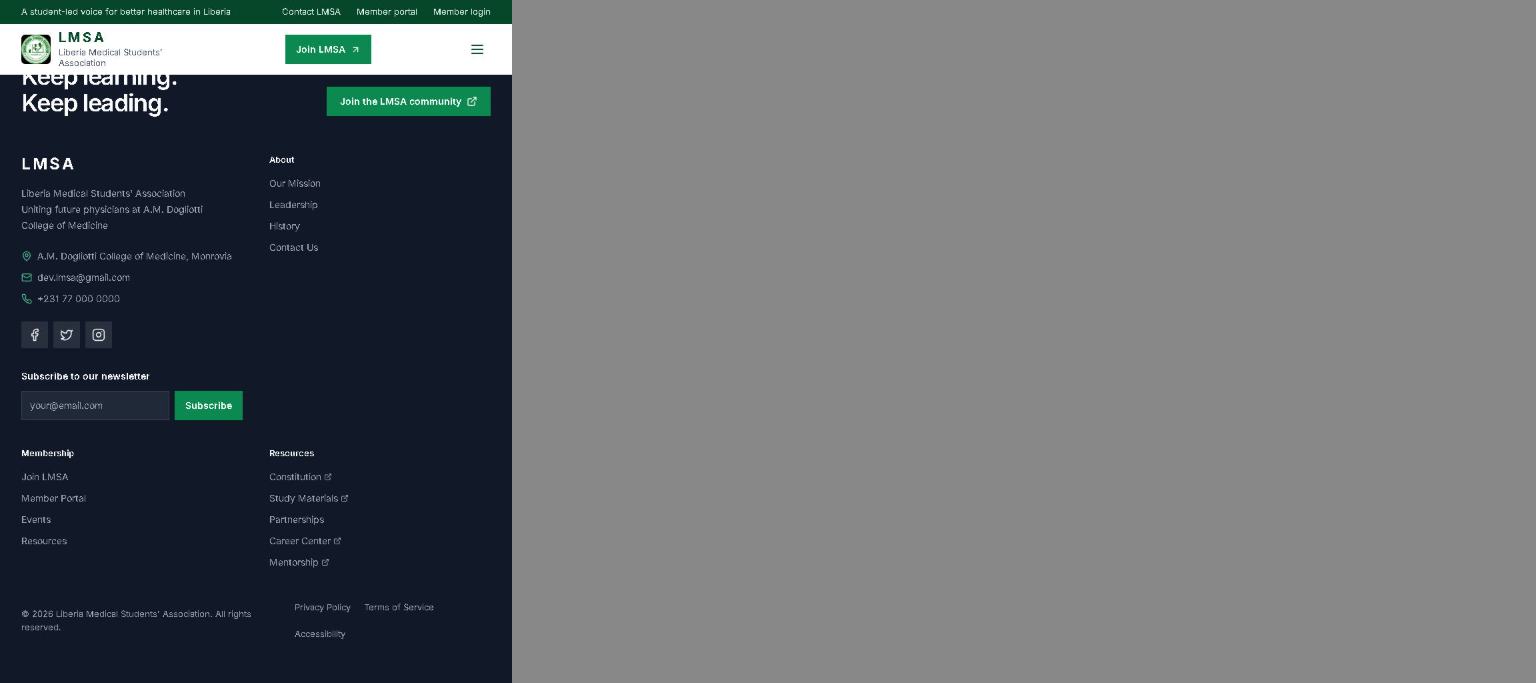 A student-led voice for better healthcare in Liberia
Contact LMSA
Member portal
Member login
LMSA
Liberia Medical Students'
Association
Join LMSA
Keep learning.
Keep leading.
Join the LMSA community
LMSA
Liberia Medical Students' Association
Uniting future physicians at A.M. Dogliotti
College of Medicine
A.M. Dogliotti College of Medicine, Monrovia
dev.lmsa@gmail.com
+231 77 000 0000
Subscribe to our newsletter
your@email.com
Subscribe
About
Our Mission
Leadership
History
Contact Us
Membership
Join LMSA
Member Portal
Events
Resources
Resources
Constitution
Study Materials
Partnerships
Career Center
Mentorship
© 2026 Liberia Medical Students' Association. All rights
reserved.
Privacy Policy
Terms of Service
Accessibility